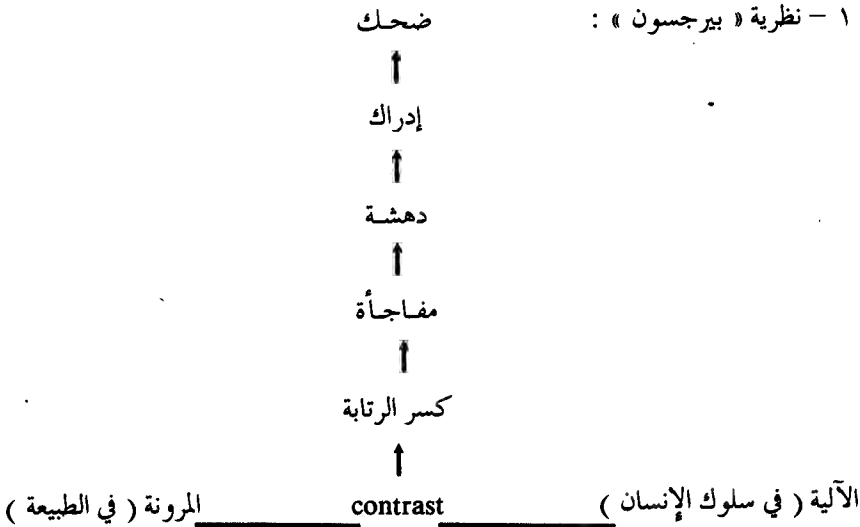 ١ – نظرية « بيرجسون » : ضحك
إدراك
دهشة
مفاجأة
كسر الرتابة
الآلية ( في سلوك الإنسان ) contrast المرونة ( في الطبيعة )